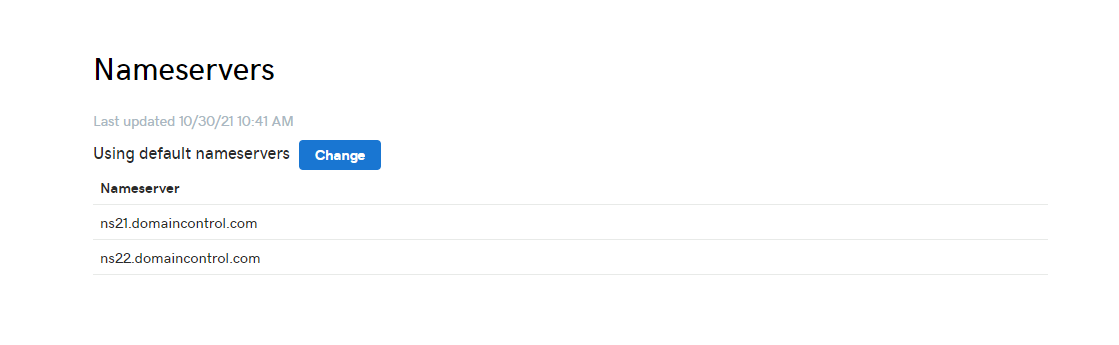 Nameservers
Last updated 10/30/21 10:41 AM
Using default nameservers Change
Nameserver
ns21.domaincontrol.com
ns22.domaincontrol.com